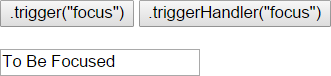 .trigger("focus") .triggerHandler("focus")
To Be Focused